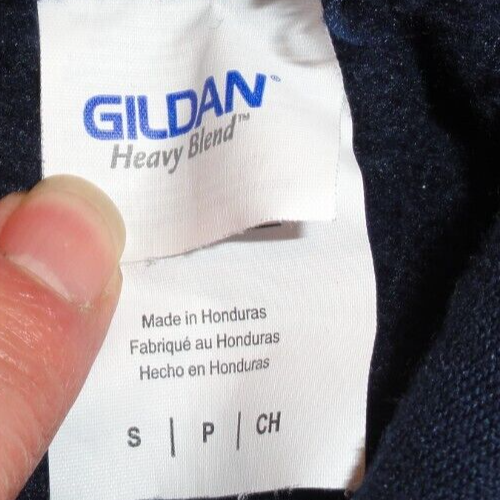 GILDAN®
Heavy Blend™
Made in Honduras
Fabriqué au Honduras
Hecho en Honduras
S | P | CH